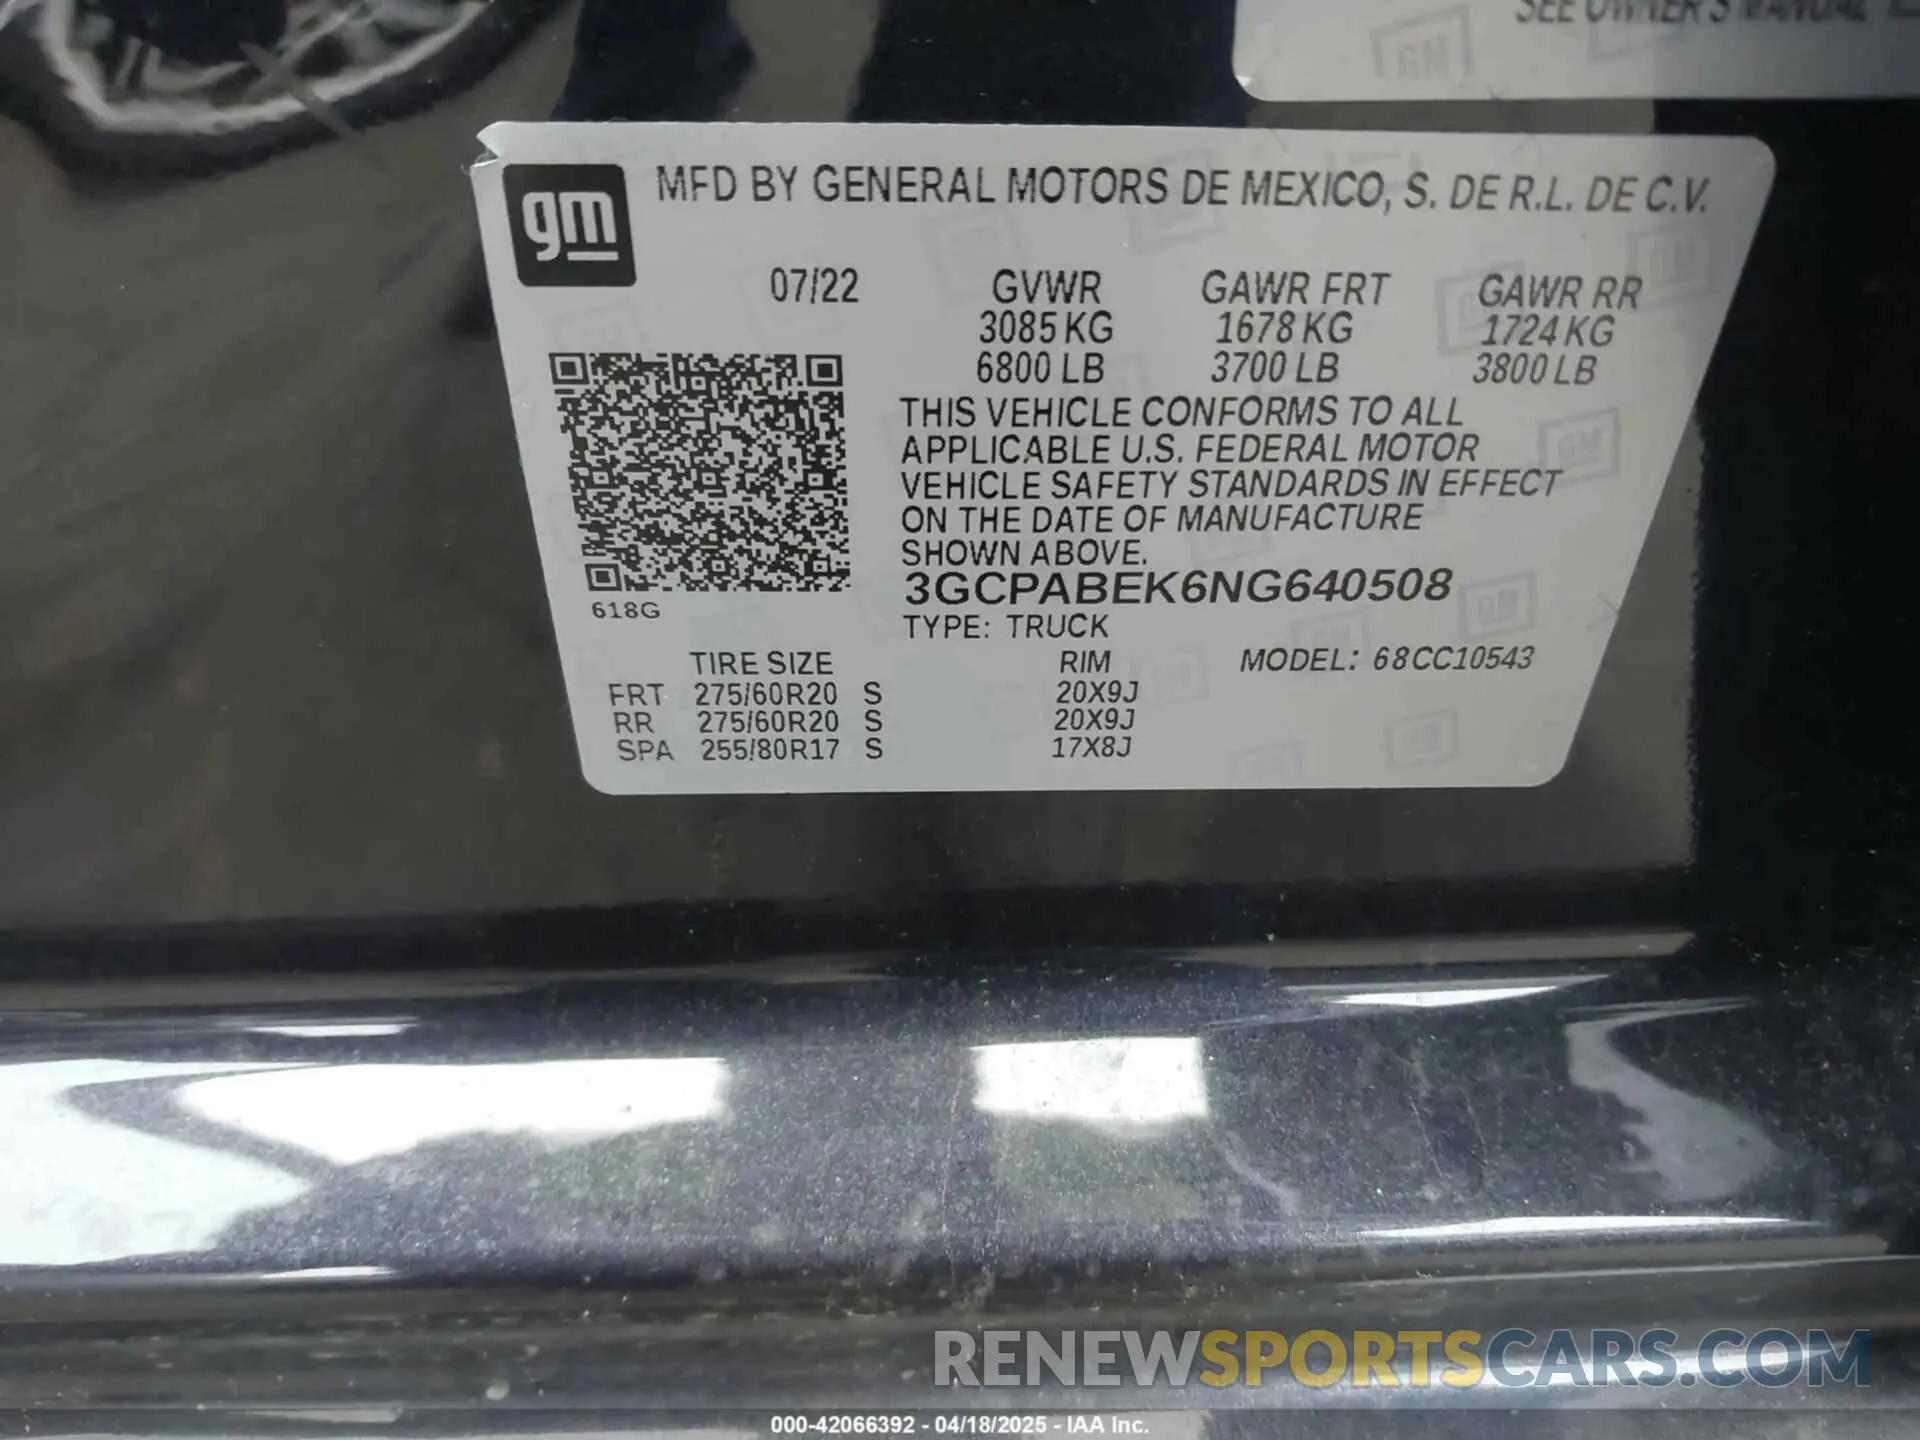 SEE OWNER'S MANUAL
gm
MFD BY GENERAL MOTORS DE MEXICO, S. DE R.L. DE C.V.
07/22 GVWR GAWR FRT GAWR RR
3085 KG 1678 KG 1724 KG
6800 LB 3700 LB 3800 LB
THIS VEHICLE CONFORMS TO ALL
APPLICABLE U.S. FEDERAL MOTOR
VEHICLE SAFETY STANDARDS IN EFFECT
ON THE DATE OF MANUFACTURE
SHOWN ABOVE.
3GCPABEK6NG640508
618G
TYPE: TRUCK
TIRE SIZE RIM MODEL: 68CC10543
FRT 275/60R20 S 20X9J
RR 275/60R20 S 20X9J
SPA 255/80R17 S 17X8J
RENEWSPORTSCARS.COM
000-42066392 - 04/18/2025 - IAA Inc.